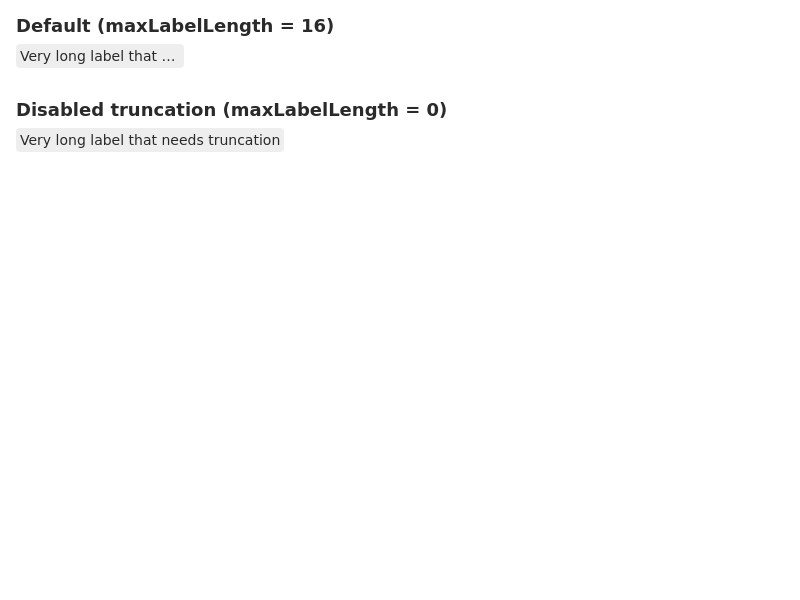 Default (maxLabelLength = 16)
Very long label that …
Disabled truncation (maxLabelLength = 0)
Very long label that needs truncation